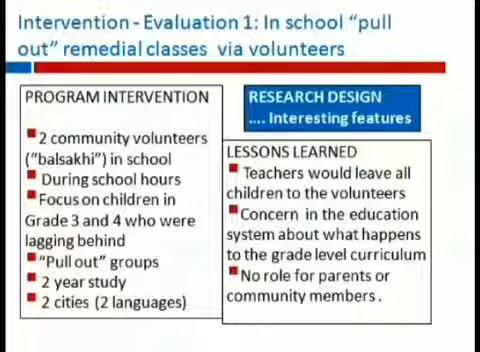 Intervention - Evaluation 1: In school “pull
out” remedial classes via volunteers
PROGRAM INTERVENTION
2 community volunteers
(“balsakhi”) in school
During school hours
Focus on children in
Grade 3 and 4 who were
lagging behind
“Pull out” groups
2 year study
2 cities (2 languages)
RESEARCH DESIGN
.... Interesting features
LESSONS LEARNED
Teachers would leave all
children to the volunteers
Concern in the education
system about what happens
to the grade level curriculum
No role for parents or
community members .